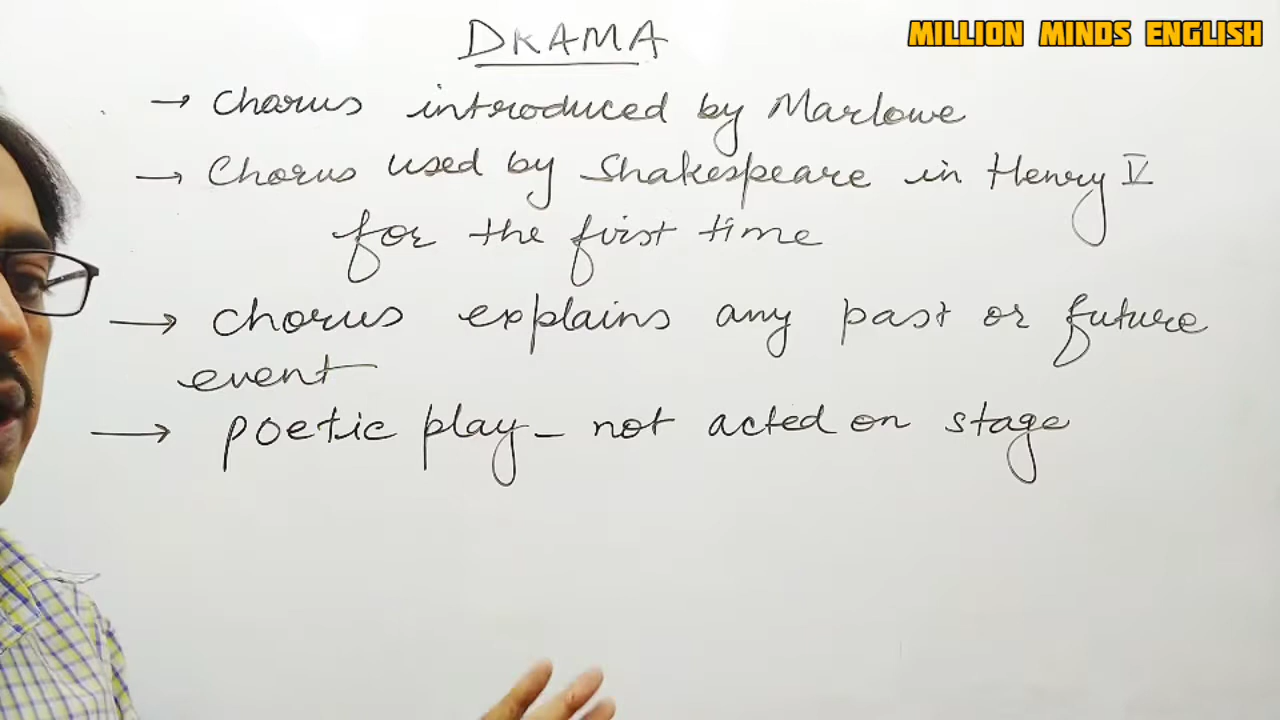 DRAMA
MILLION MINDS ENGLISH
→ Chorus introduced by Marlowe
→ Chorus used by Shakespeare in Henry V
for the first time
→ chorus explains any past or future
event
→ poetic play - not acted on stage